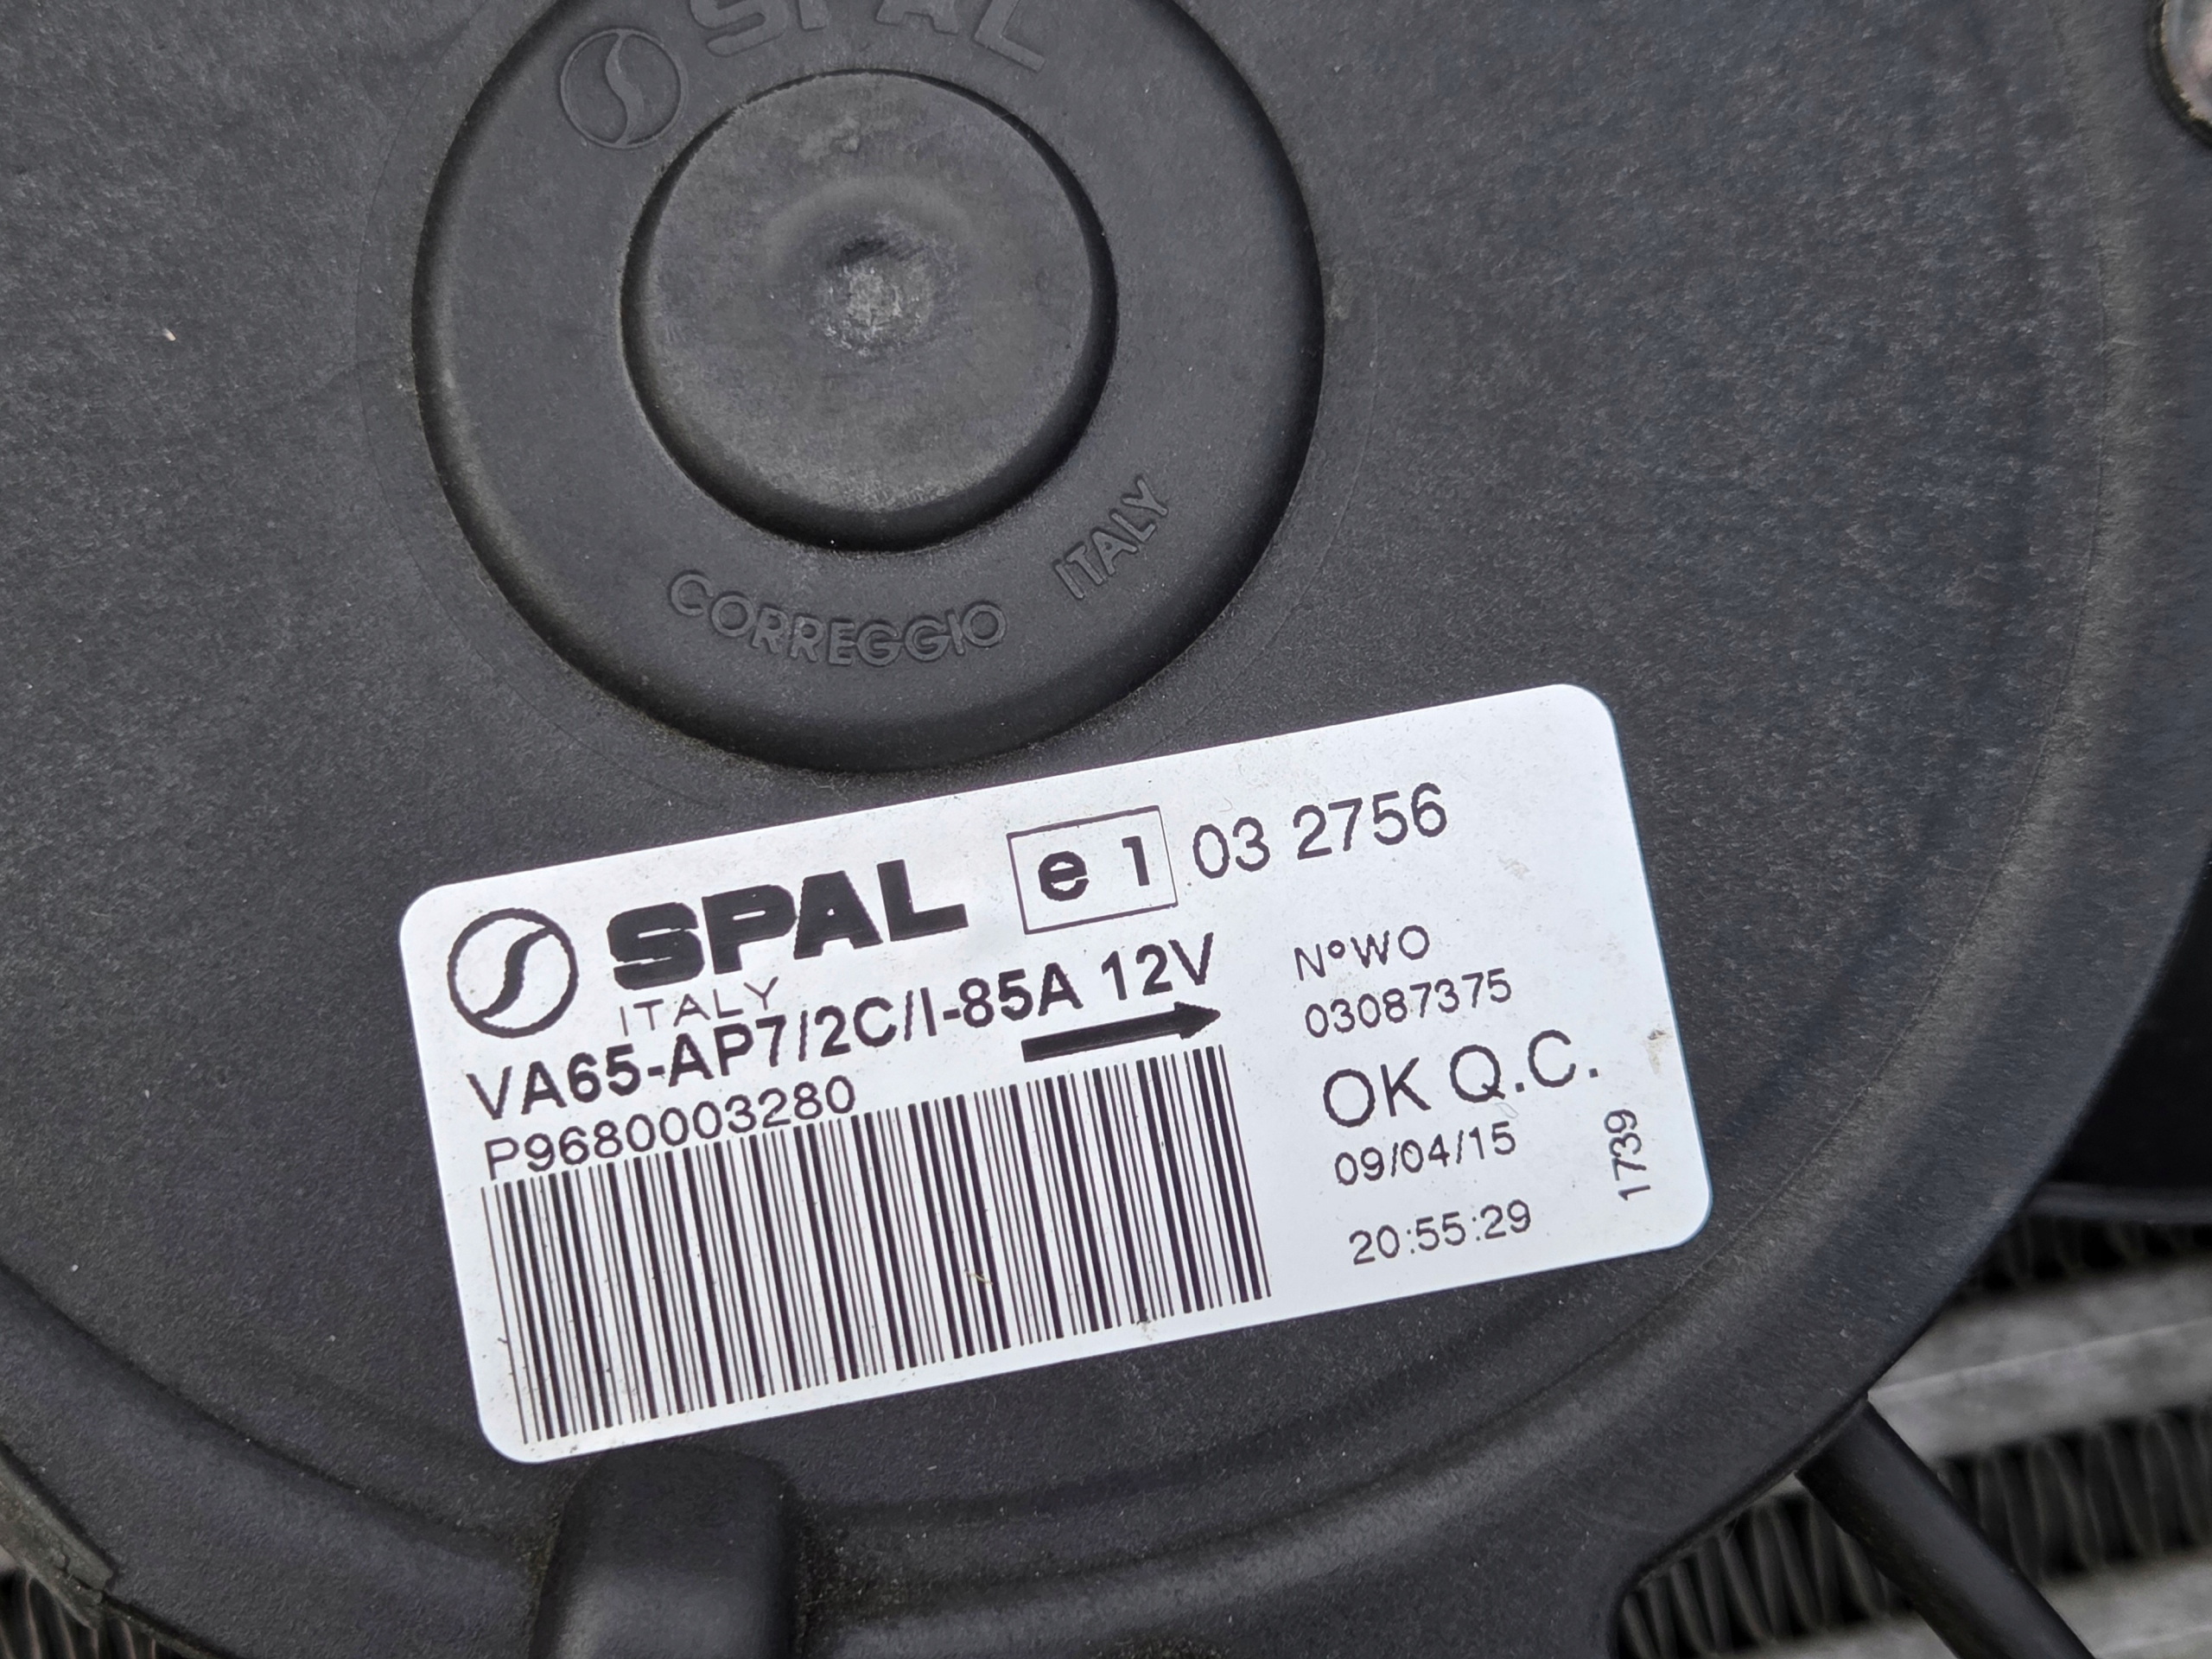 SPAL
CORREGGIO ITALY
SPAL e1 03 2756
ITALY
VA65-AP7/2C/I-85A 12V
P9680003280
N°WO
03087375
OK Q.C.
09/04/15
20:55:29
1739